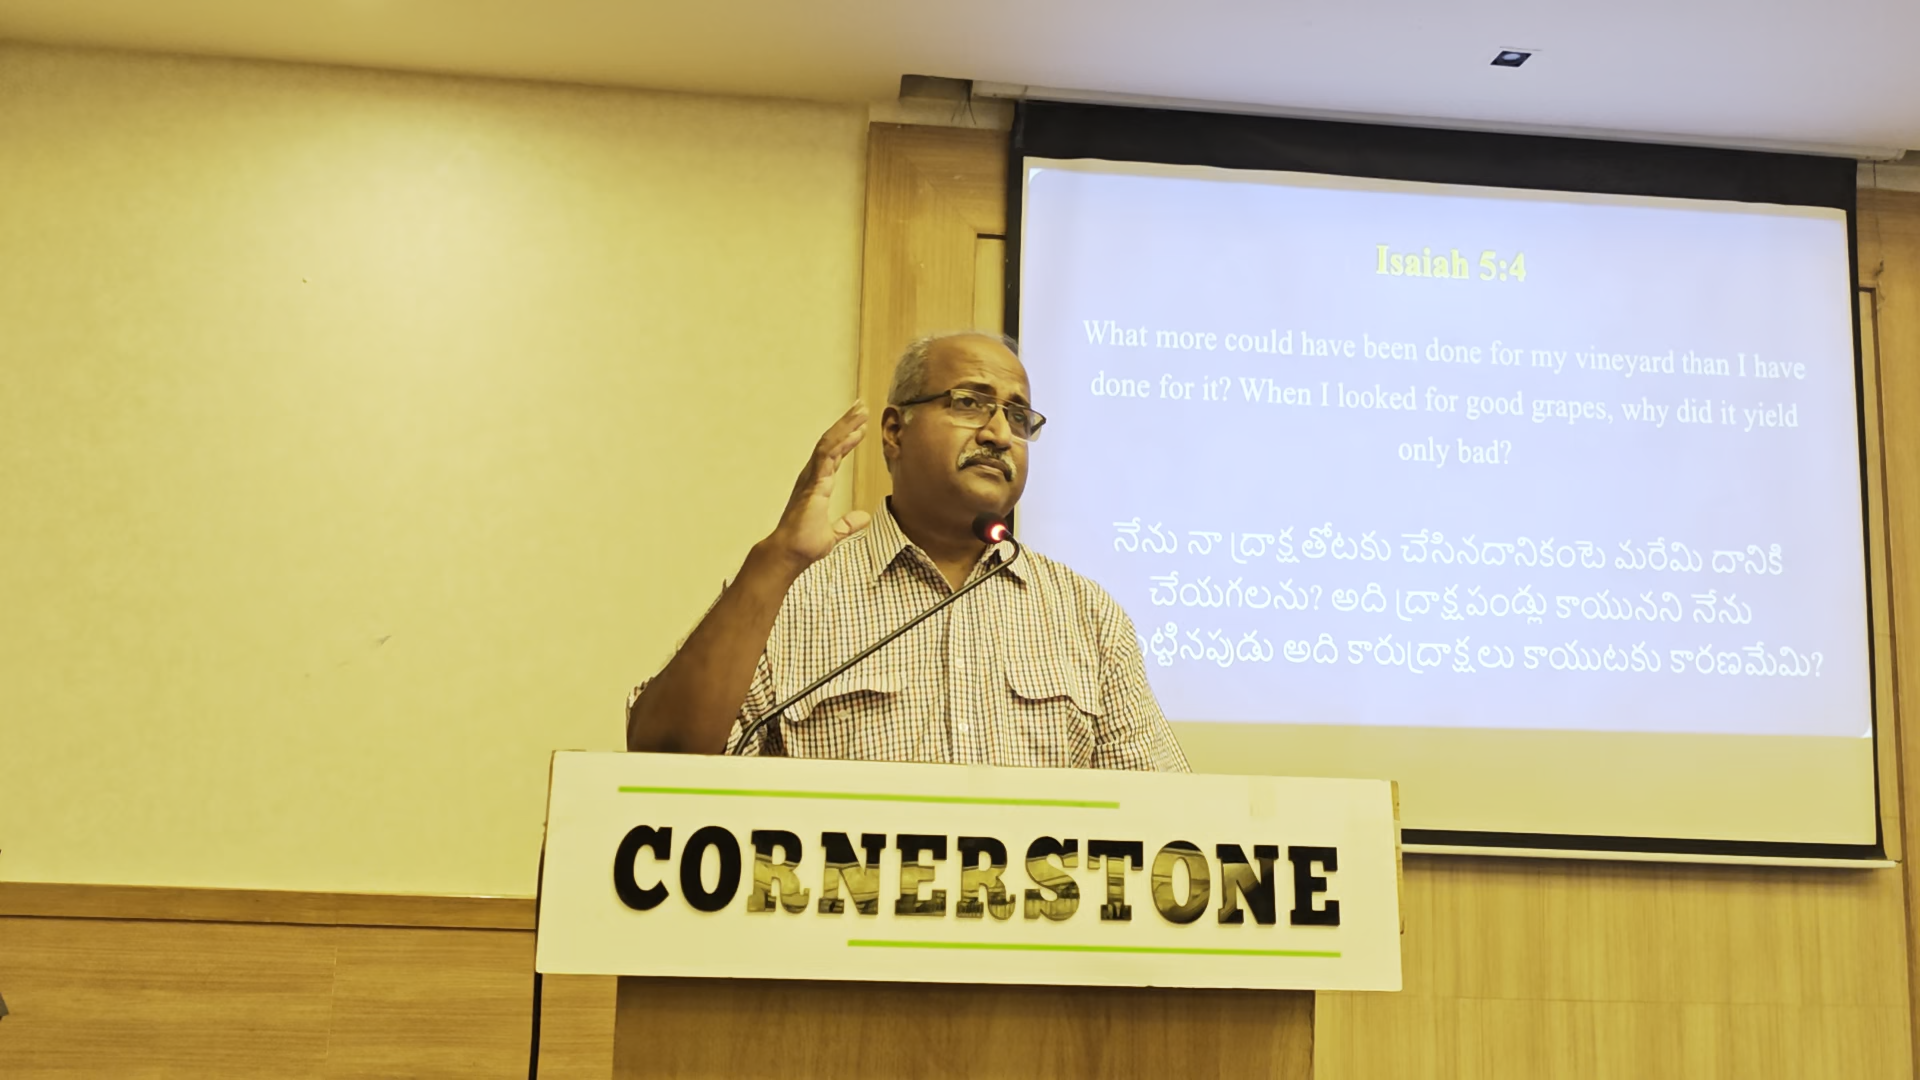 Isaiah 5:4
What more could have been done for my vineyard than I have
done for it? When I looked for good grapes, why did it yield
only bad?
నేను నా ద్రాక్ష తోటకు చేసినదానికంటె మరేమి దానికి
చేయగలను? అది ద్రాక్షపండ్లు కాయునని నేను
అది కారుద్రాక్షలు కాయుటకు కారణమేమి?
CORNERSTONE